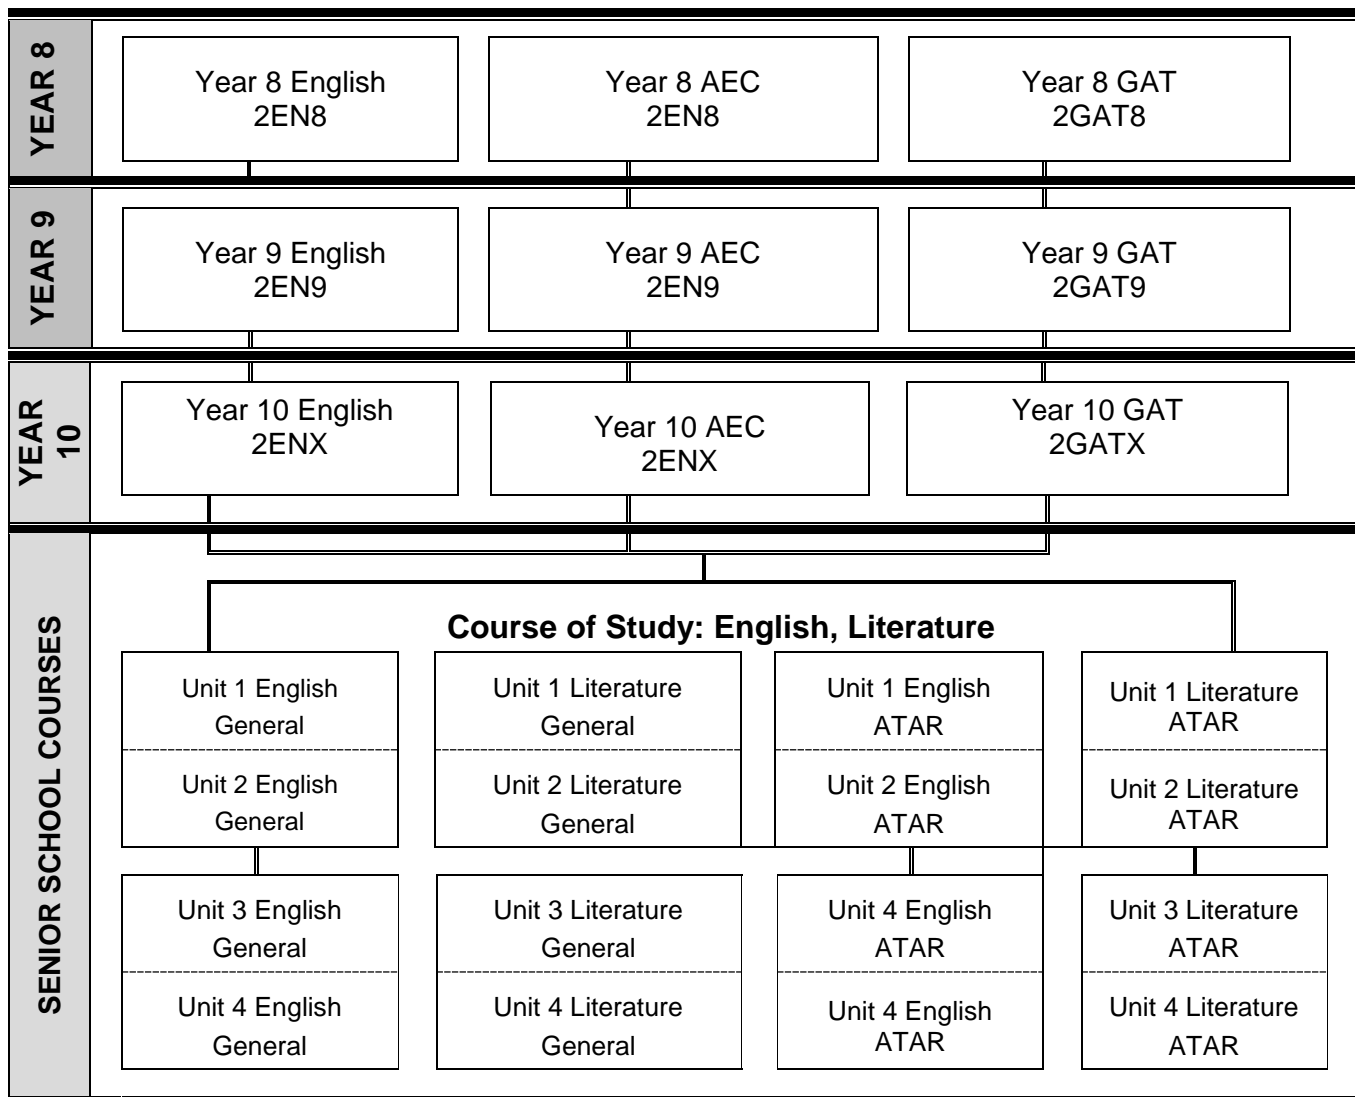 YEAR 8
Year 8 English
2EN8
Year 8 AEC
2EN8
Year 8 GAT
2GAT8
YEAR 9
Year 9 English
2EN9
Year 9 AEC
2EN9
Year 9 GAT
2GAT9
YEAR
10
Year 10 English
2ENX
Year 10 AEC
2ENX
Year 10 GAT
2GATX
SENIOR SCHOOL COURSES
Course of Study: English, Literature
Unit 1 English
General
Unit 2 English
General
Unit 1 Literature
General
Unit 2 Literature
General
Unit 1 English
ATAR
Unit 2 English
ATAR
Unit 1 Literature
ATAR
Unit 2 Literature
ATAR
Unit 3 English
General
Unit 4 English
General
Unit 3 Literature
General
Unit 4 Literature
General
Unit 4 English
ATAR
Unit 4 English
ATAR
Unit 3 Literature
ATAR
Unit 4 Literature
ATAR